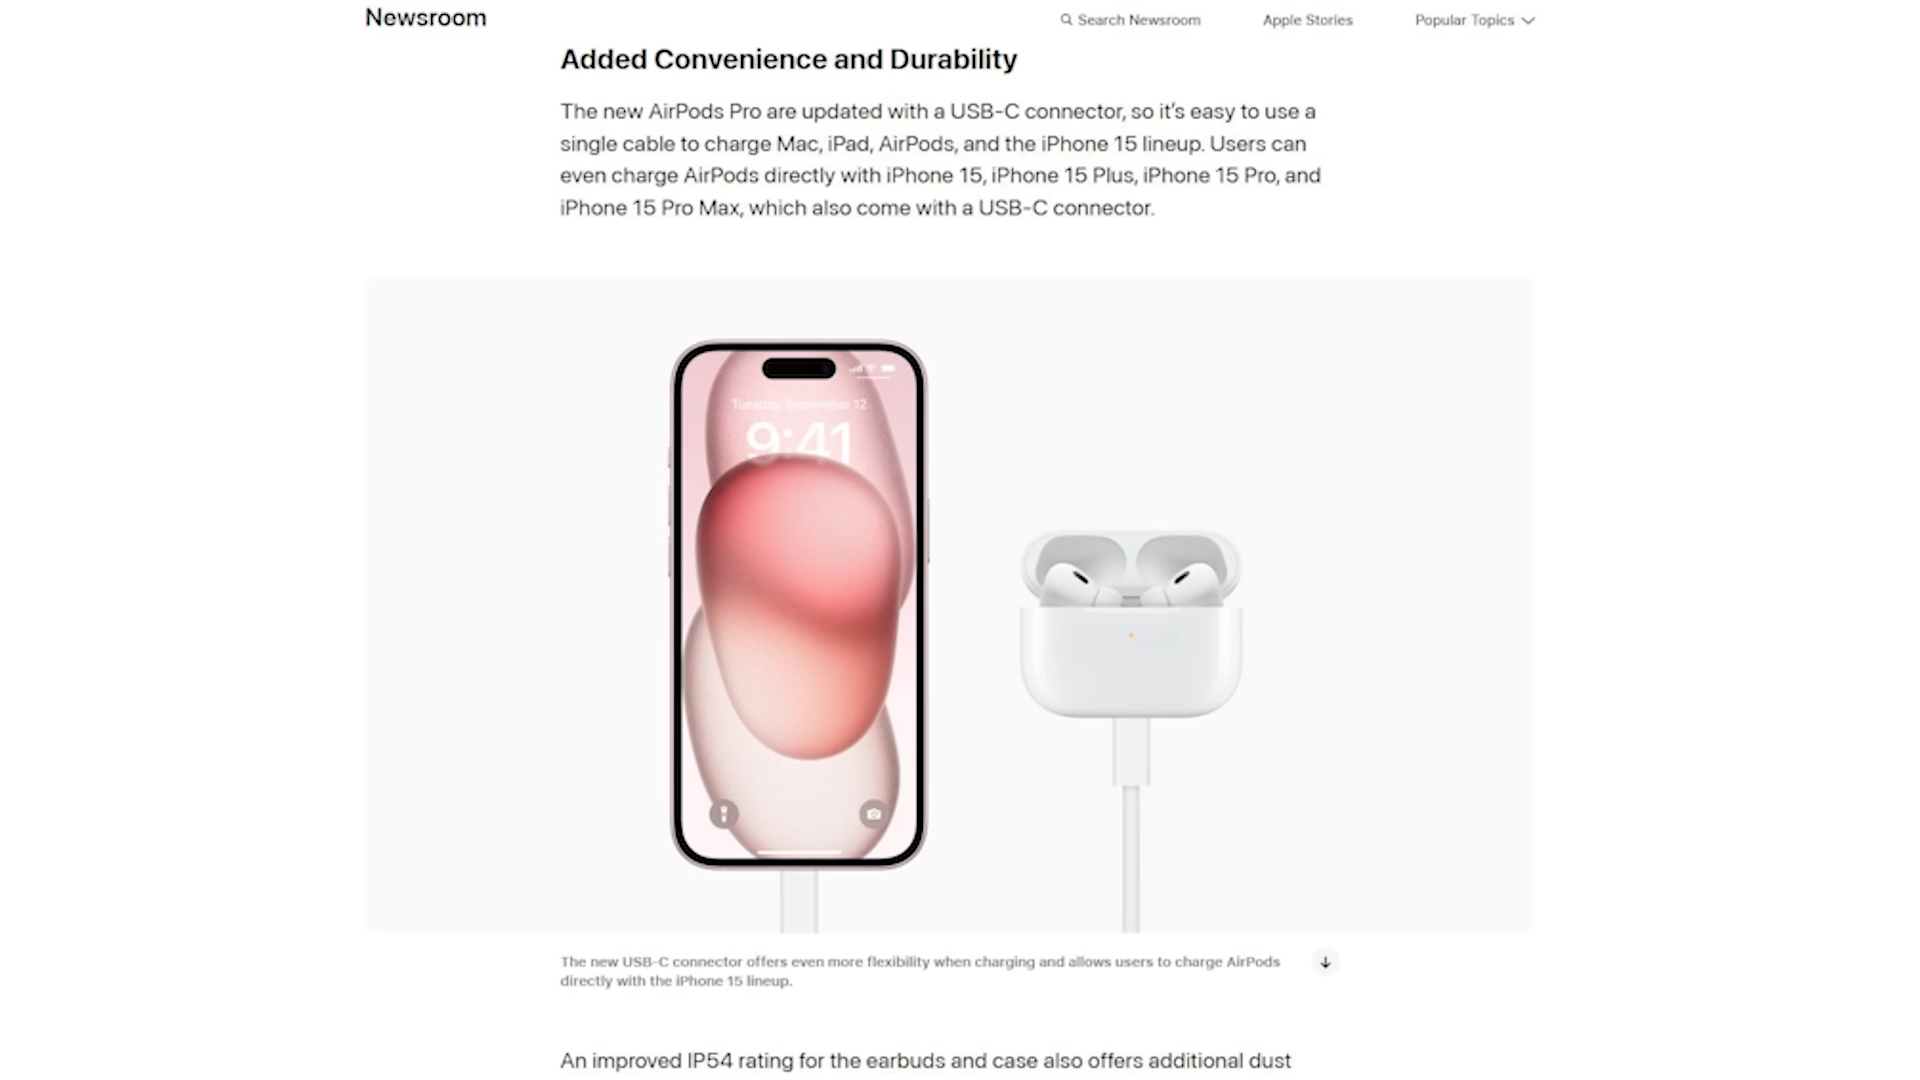 Newsroom
Search Newsroom
Apple Stories
Popular Topics
Added Convenience and Durability
The new AirPods Pro are updated with a USB-C connector, so it's easy to use a
single cable to charge Mac, iPad, AirPods, and the iPhone 15 lineup. Users can
even charge AirPods directly with iPhone 15, iPhone 15 Plus, iPhone 15 Pro, and
iPhone 15 Pro Max, which also come with a USB-C connector.
Tuesday, September 12
9:41
The new USB-C connector offers even more flexibility when charging and allows users to charge AirPods
directly with the iPhone 15 lineup.
An improved IP54 rating for the earbuds and case also offers additional dust